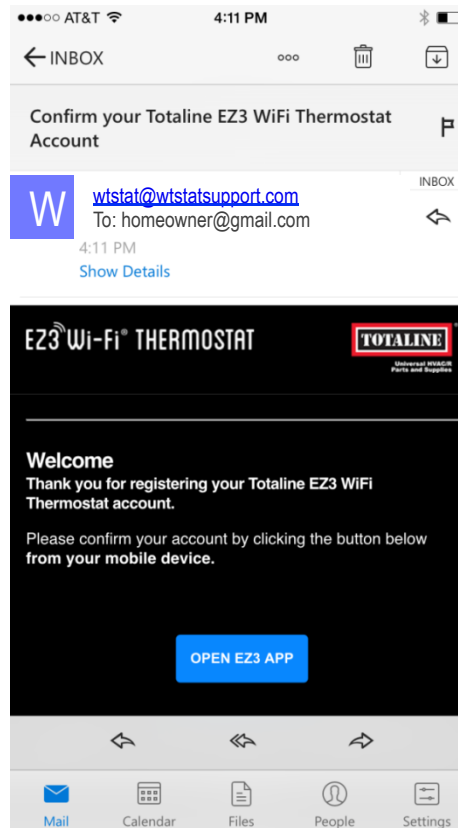 AT&T 4:11 PM
INBOX
Confirm your Totaline EZ3 WiFi Thermostat
Account
INBOX
W
wtstat@wtstatsupport.com
To: homeowner@gmail.com
4:11 PM
Show Details
EZ3 Wi-Fi® THERMOSTAT
TOTALINE®
Universal HVAC/R
Parts and Supplies
Welcome
Thank you for registering your Totaline EZ3 WiFi
Thermostat account.
Please confirm your account by clicking the button below
from your mobile device.
OPEN EZ3 APP
Mail Calendar Files People Settings